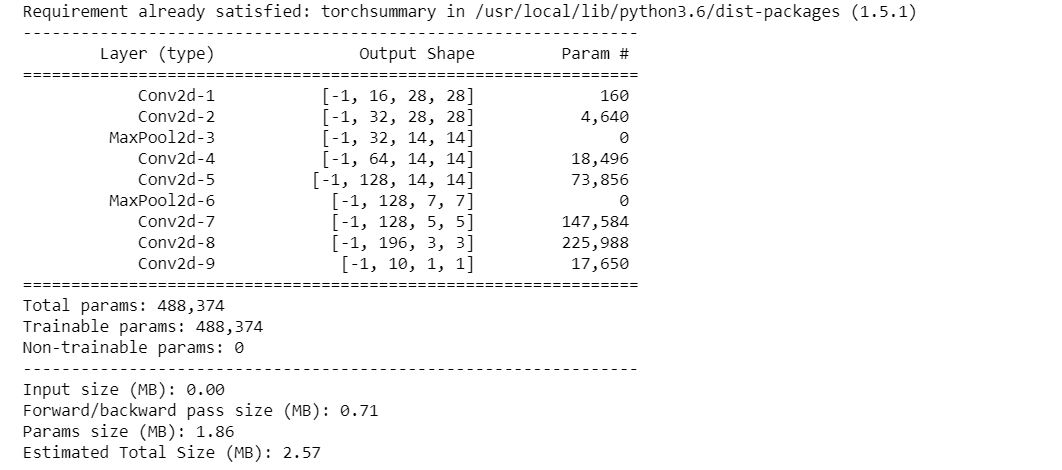 Requirement already satisfied: torchsummary in /usr/local/lib/python3.6/dist-packages (1.5.1)
----------------------------------------------------------------
Layer (type) Output Shape Param #
================================================================
Conv2d-1 [-1, 16, 28, 28] 160
Conv2d-2 [-1, 32, 28, 28] 4,640
MaxPool2d-3 [-1, 32, 14, 14] 0
Conv2d-4 [-1, 64, 14, 14] 18,496
Conv2d-5 [-1, 128, 14, 14] 73,856
MaxPool2d-6 [-1, 128, 7, 7] 0
Conv2d-7 [-1, 128, 5, 5] 147,584
Conv2d-8 [-1, 196, 3, 3] 225,988
Conv2d-9 [-1, 10, 1, 1] 17,650
================================================================
Total params: 488,374
Trainable params: 488,374
Non-trainable params: 0
----------------------------------------------------------------
Input size (MB): 0.00
Forward/backward pass size (MB): 0.71
Params size (MB): 1.86
Estimated Total Size (MB): 2.57